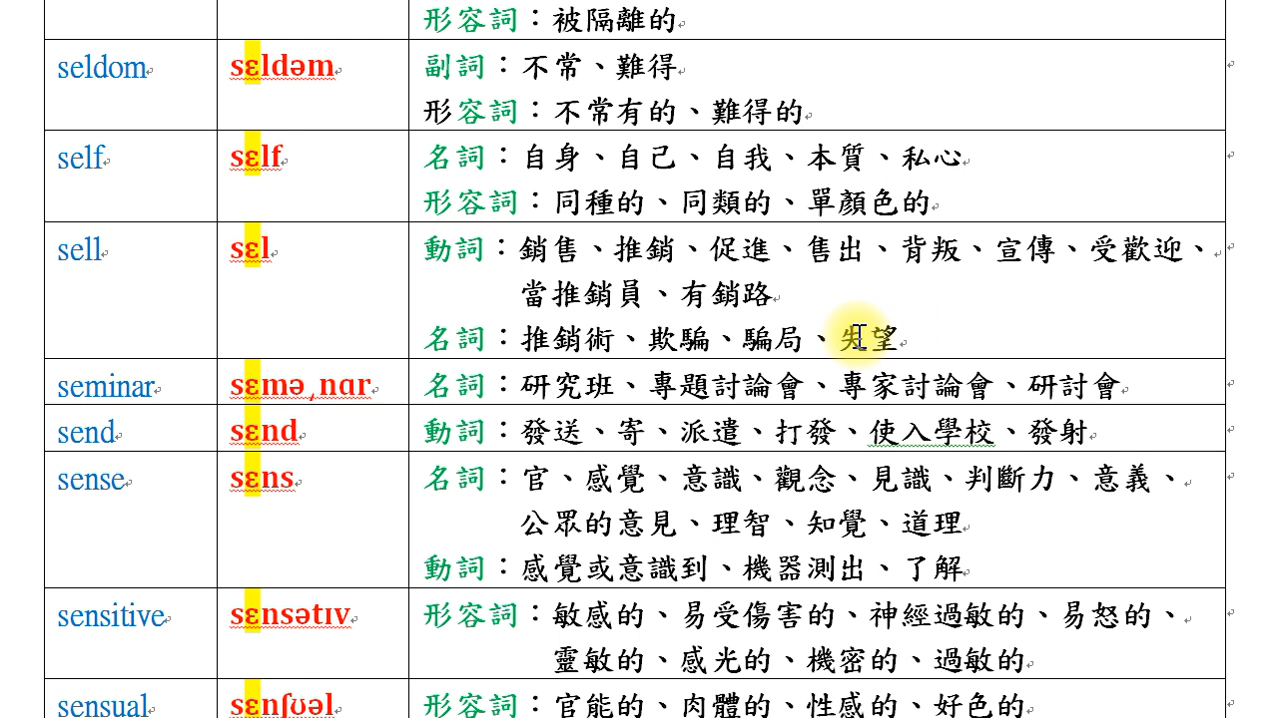 形容詞：被隔離的
seldom sɛldəm 副詞：不常、難得
形容詞：不常有的、難得的
self sɛlf 名詞：自身、自己、自我、本質、私心
形容詞：同種的、同類的、單顏色的
sell sɛl 動詞：銷售、推銷、促進、售出、背叛、宣傳、受歡迎、
當推銷員、有銷路
名詞：推銷術、欺騙、騙局、失望
seminar sɛməˌnɑr 名詞：研究班、專題討論會、專家討論會、研討會
send sɛnd 動詞：發送、寄、派遣、打發、使入學校、發射
sense sɛns 名詞：官、感覺、意識、觀念、見識、判斷力、意義、
公眾的意見、理智、知覺、道理
動詞：感覺或意識到、機器測出、了解
sensitive sɛnsətɪv 形容詞：敏感的、易受傷害的、神經過敏的、易怒的、
靈敏的、感光的、機密的、過敏的
sensual sɛnʃʊəl 形容詞：官能的、肉體的、性感的、好色的